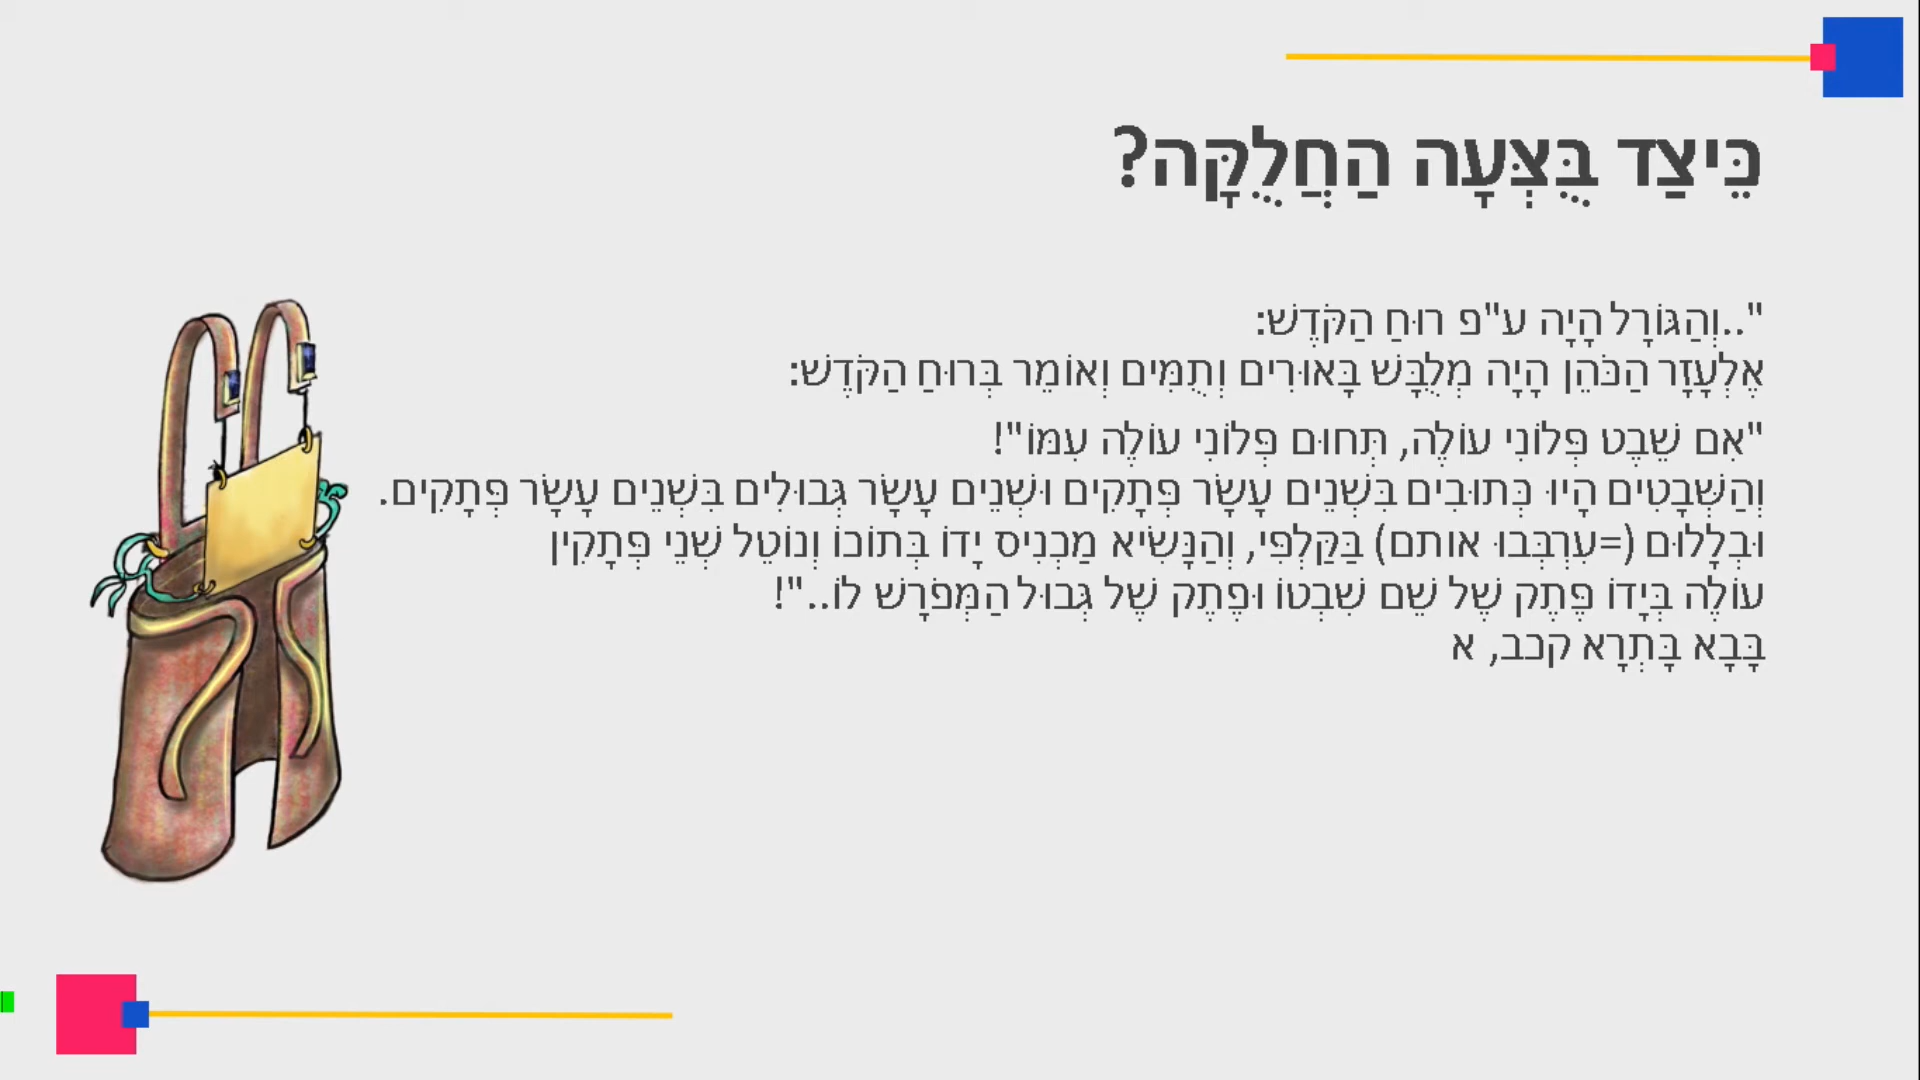 כֵּיצַד בֻּצְּעָה הַחֲלֻקָּה?
"..וְהַגּוֹרָל הָיָה ע"פ רוּחַ הַקֹּדֶשׁ:
אֶלְעָזָר הַכֹּהֵן הָיָה מְלֻבָּשׁ בָּאוּרִים וְתֻמִּים וְאוֹמֵר בְּרוּחַ הַקֹּדֶשׁ:
"אִם שֵׁבֶט פְּלוֹנִי עוֹלֶה, תְּחוּם פְּלוֹנִי עוֹלֶה עִמּוֹ"!
וְהַשְּׁבָטִים הָיוּ כְּתוּבִים בִּשְׁנֵים עָשָׂר פְּתָקִים וּשְׁנֵים עָשָׂר גְּבוּלִים בִּשְׁנֵים עָשָׂר פְּתָקִים.
וּבְלָלוּם (=עִרְבְּבוּ אותם) בַּקַּלְפִּי, וְהַנָּשִׂיא מַכְנִיס יָדוֹ בְּתוֹכוֹ וְנוֹטֵל שְׁנֵי פְּתָקִין
עוֹלֶה בְּיָדוֹ פֶּתֶק שֶׁל שֵׁם שִׁבְטוֹ וּפֶתֶק שֶׁל גְּבוּל הַמְּפֹרָשׁ לוֹ.."!
בָּבָא בָּתְרָא קכב, א